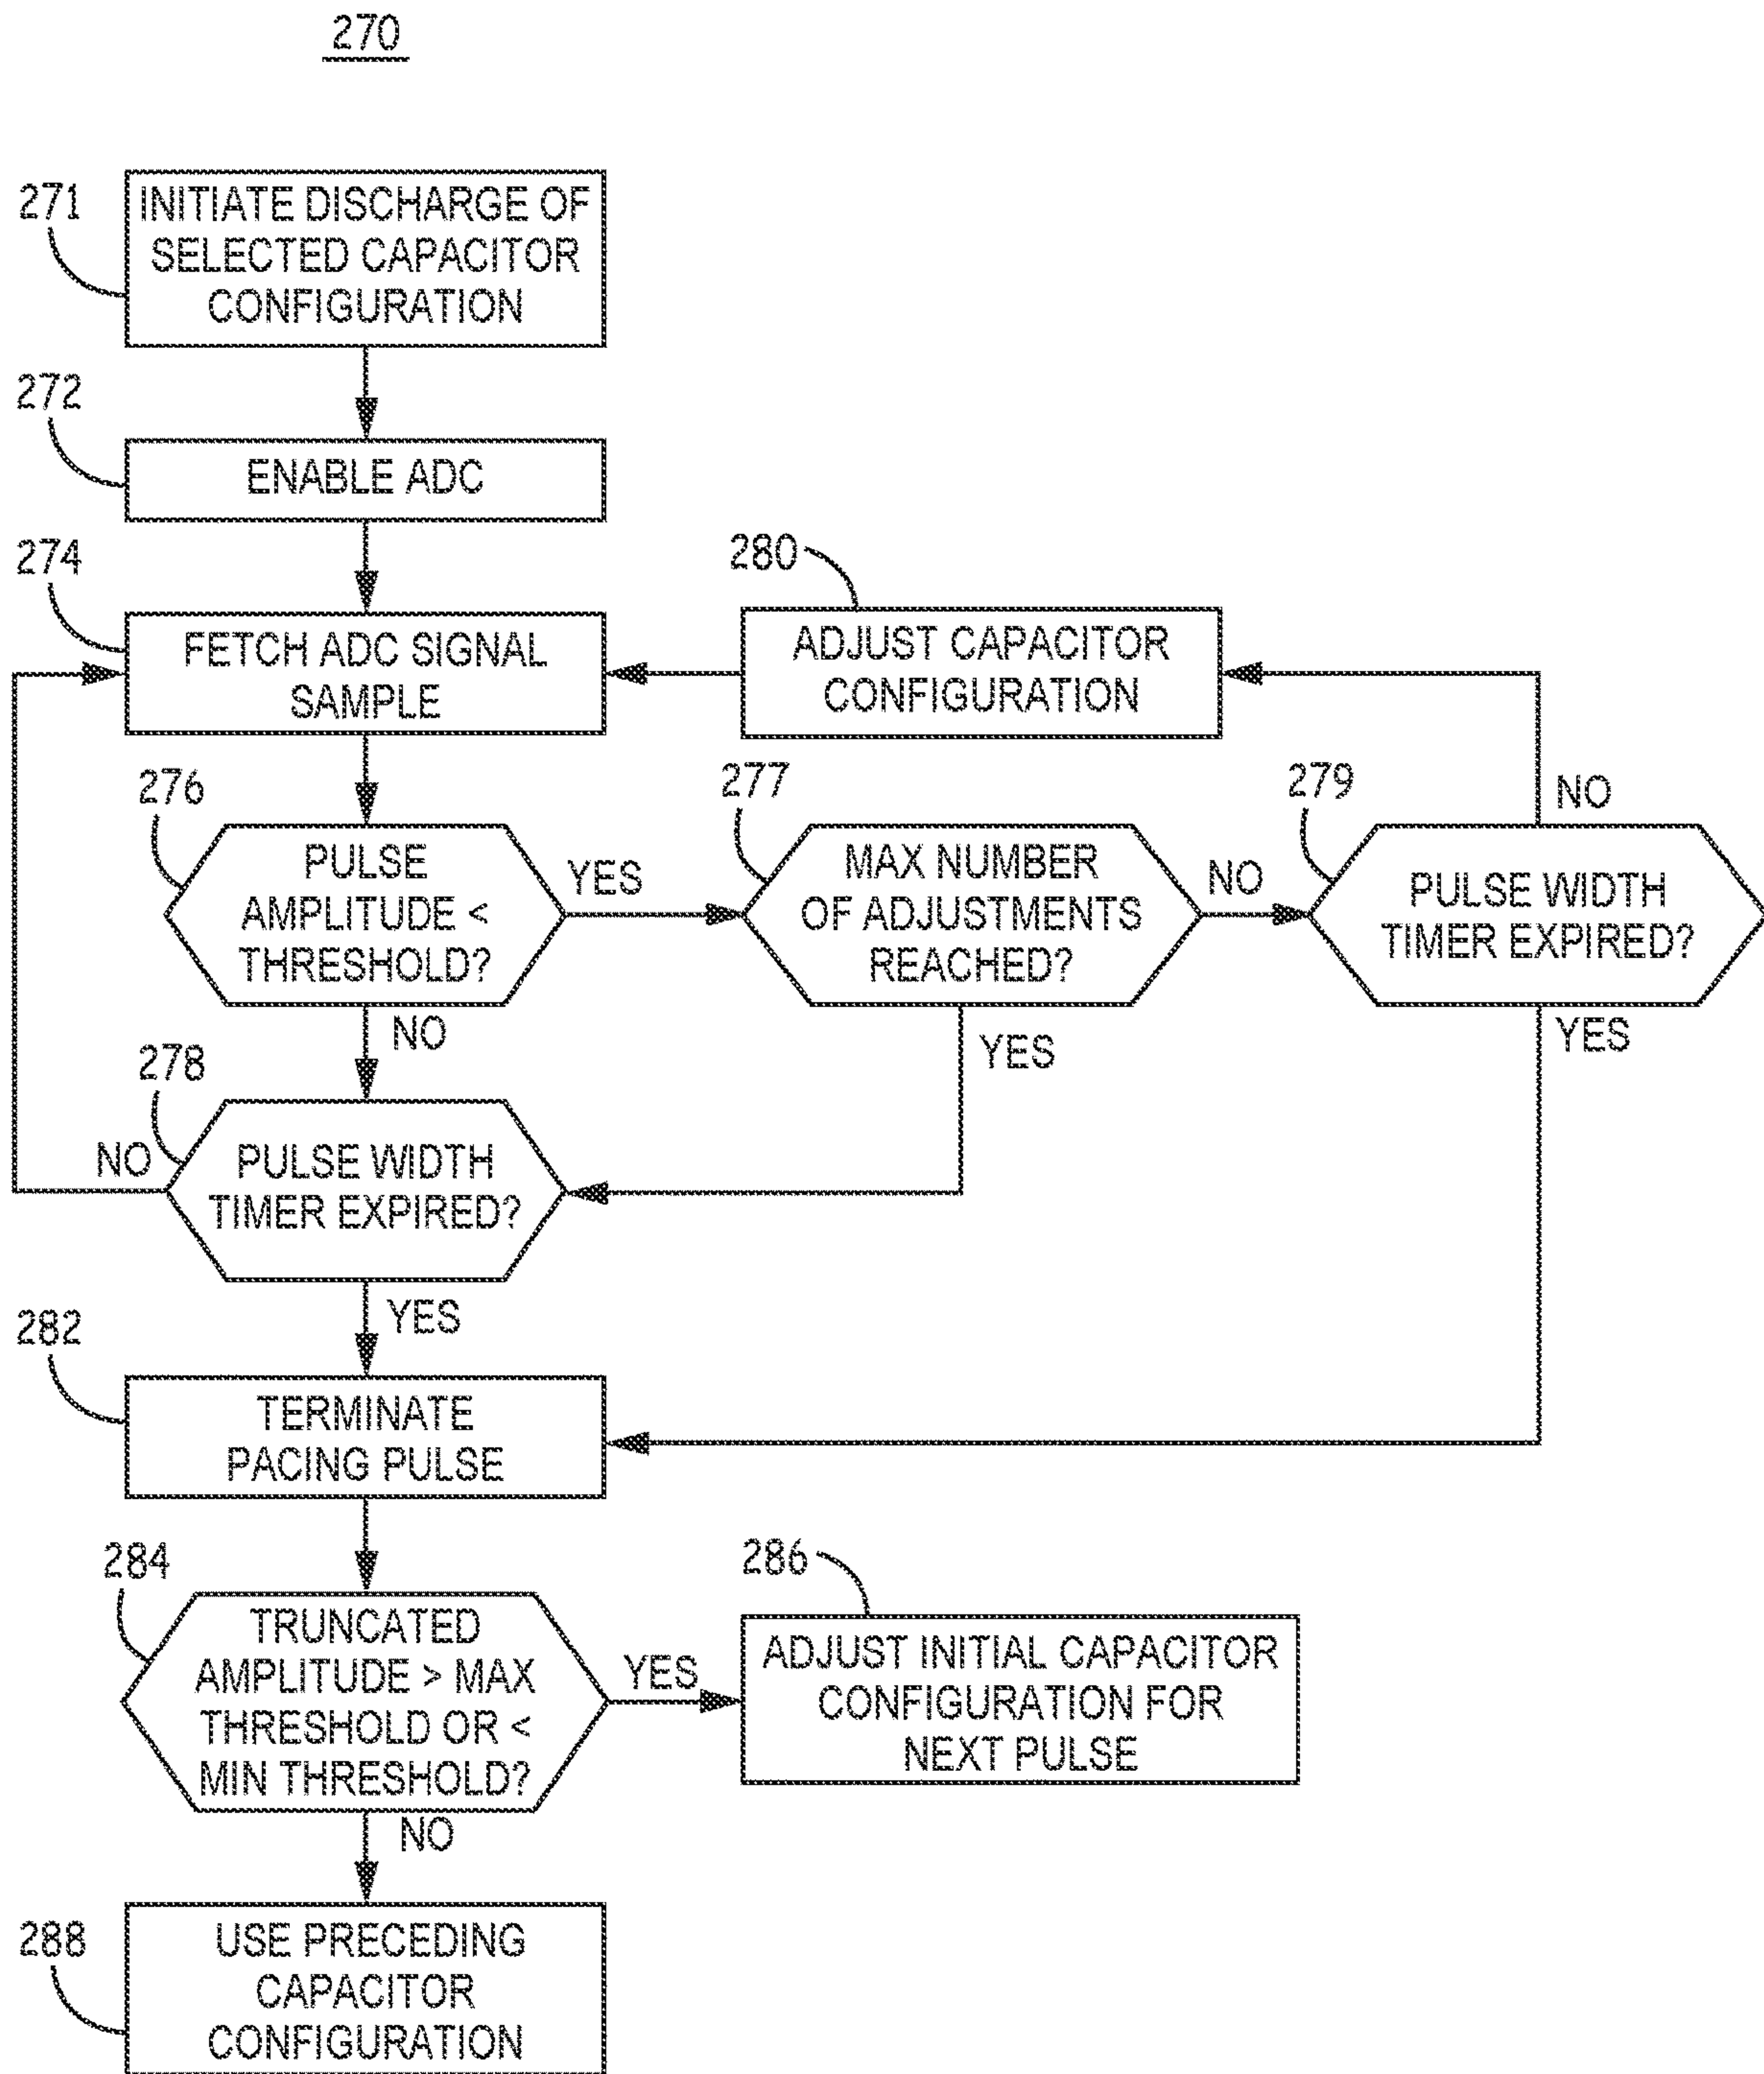 270
271
INITIATE DISCHARGE OF
SELECTED CAPACITOR
CONFIGURATION
272
ENABLE ADC
274
FETCH ADC SIGNAL
SAMPLE
280
ADJUST CAPACITOR
CONFIGURATION
276
PULSE
AMPLITUDE <
THRESHOLD?
YES
NO
277
MAX NUMBER
OF ADJUSTMENTS
REACHED?
NO
YES
279
PULSE WIDTH
TIMER EXPIRED?
NO
YES
278
PULSE WIDTH
TIMER EXPIRED?
NO
YES
282
TERMINATE
PACING PULSE
284
TRUNCATED
AMPLITUDE > MAX
THRESHOLD OR <
MIN THRESHOLD?
YES
NO
286
ADJUST INITIAL CAPACITOR
CONFIGURATION FOR
NEXT PULSE
288
USE PRECEDING
CAPACITOR
CONFIGURATION